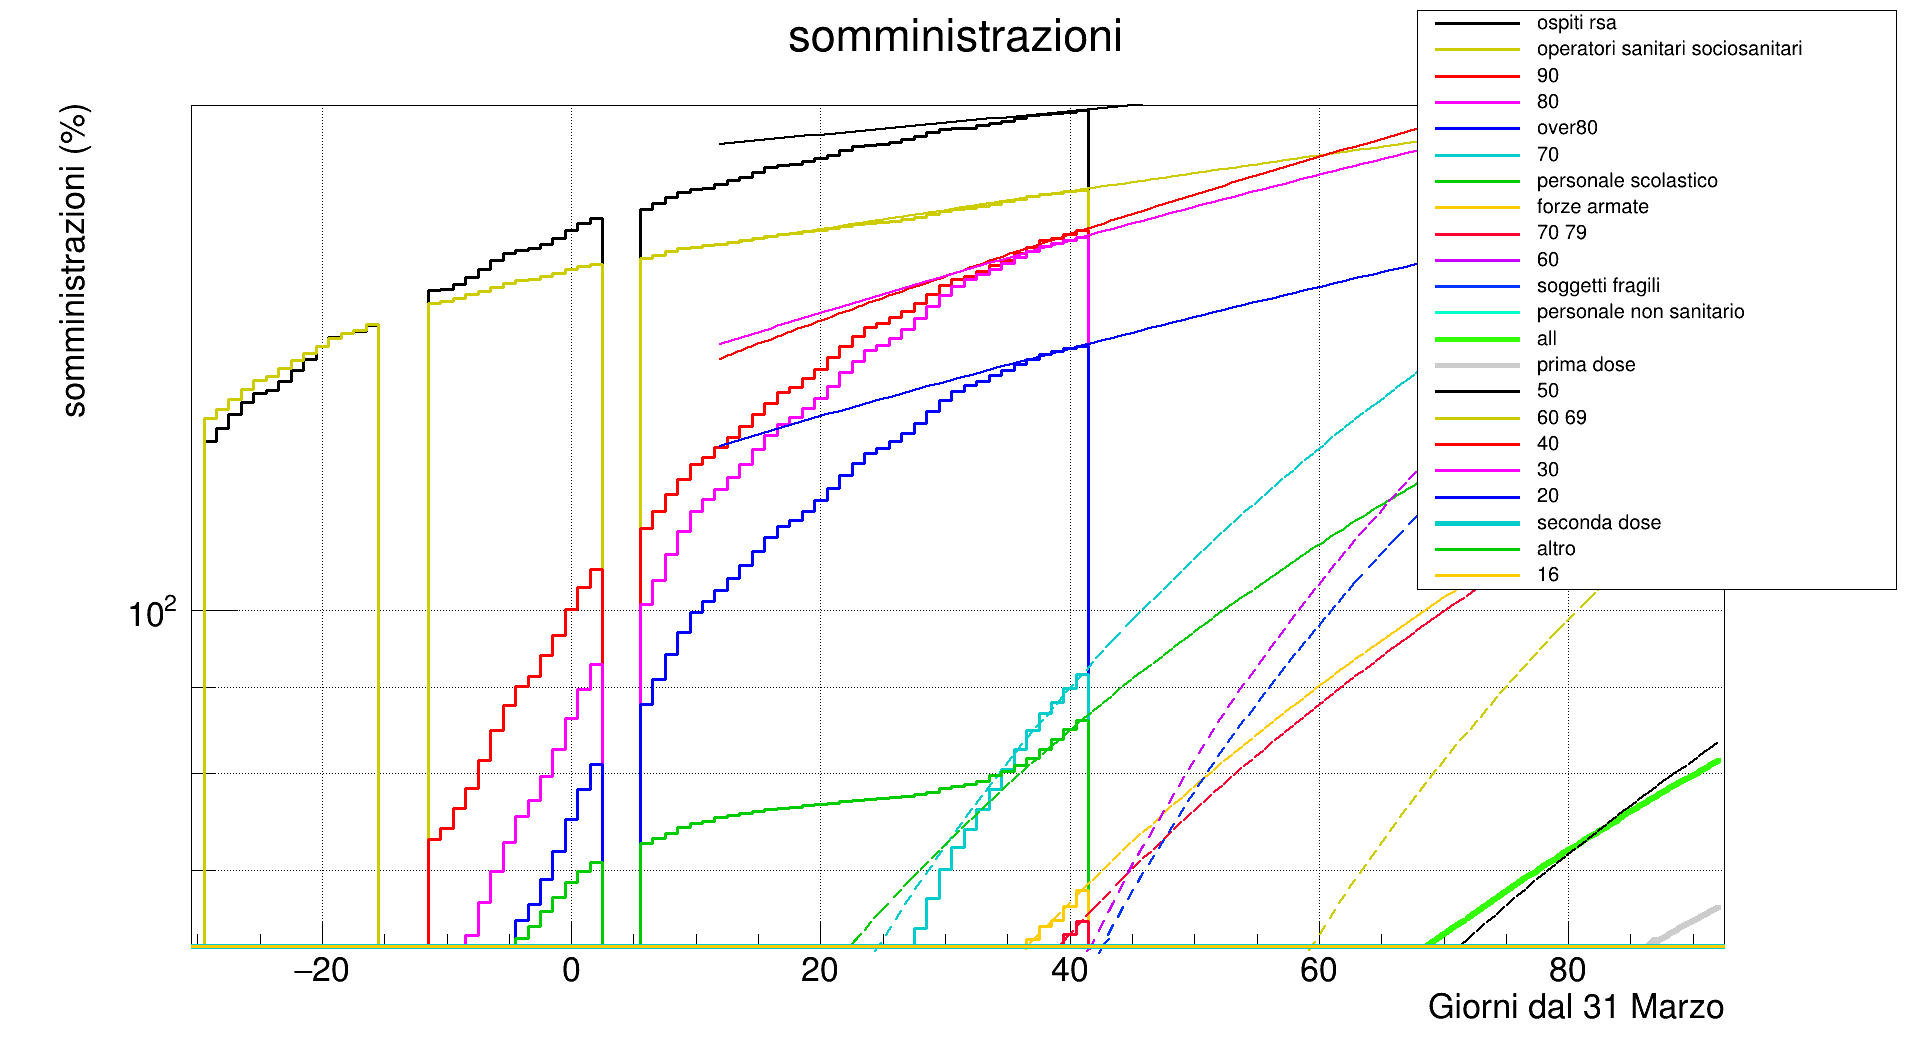 somministrazioni
somministrazioni (%)
10²
−20 0 20 40 60 80
Giorni dal 31 Marzo
ospiti rsa
operatori sanitari sociosanitari
90
80
over80
70
personale scolastico
forze armate
70 79
60
soggetti fragili
personale non sanitario
all
prima dose
50
60 69
40
30
20
seconda dose
altro
16